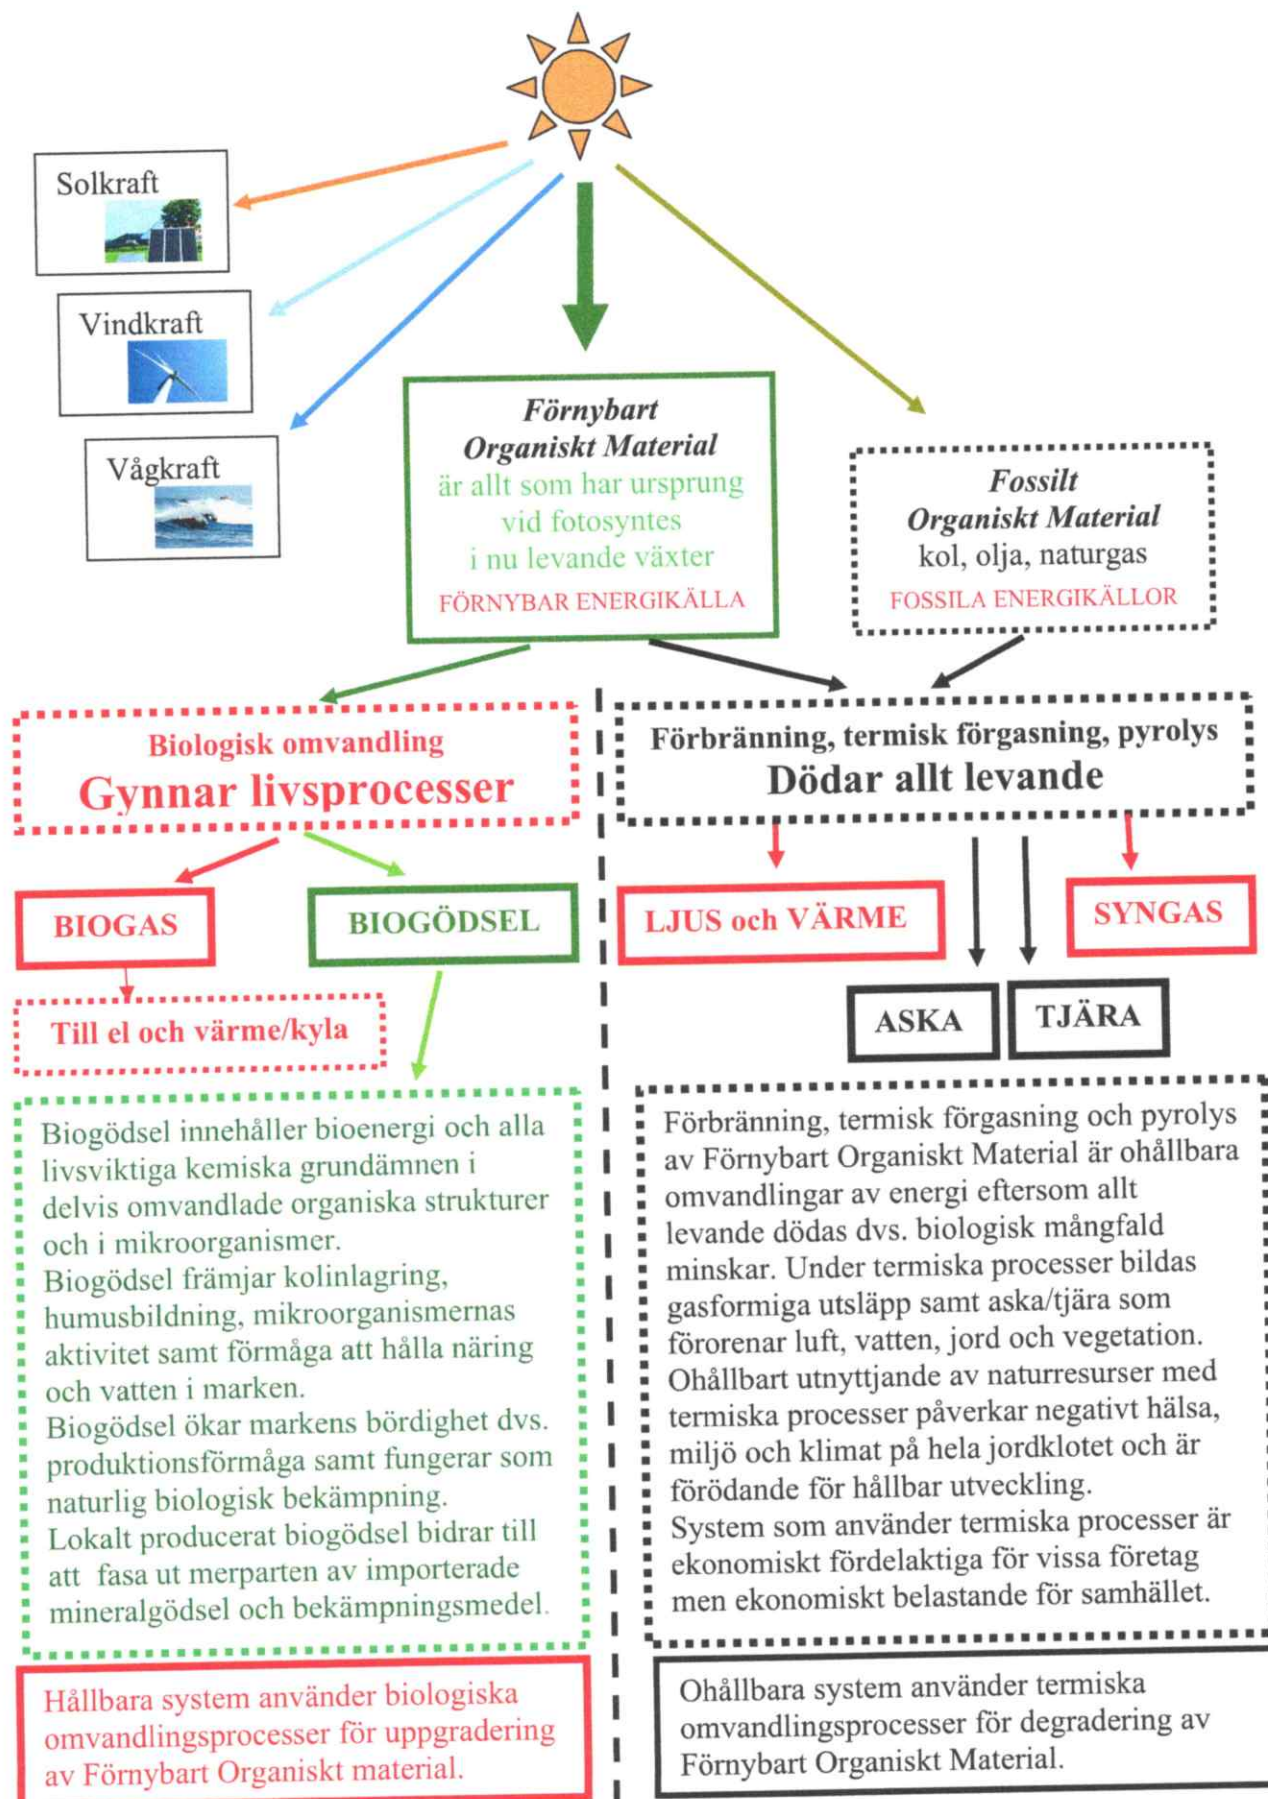 Solkraft
Vindkraft
Vågkraft
Förnybart
Organiskt Material
är allt som har ursprung
vid fotosyntes
i nu levande växter
FÖRNYBAR ENERGIKÄLLA
Fossilt
Organiskt Material
kol, olja, naturgas
FOSSILA ENERGIKÄLLOR
Biologisk omvandling
Gynnar livsprocesser
Förbränning, termisk förgasning, pyrolys
Dödar allt levande
BIOGAS
BIOGÖDSEL
LJUS och VÄRME
SYNGAS
Till el och värme/kyla
ASKA
TJÄRA
Biogödsel innehåller bioenergi och alla
livsviktiga kemiska grundämnen i
delvis omvandlade organiska strukturer
och i mikroorganismer.
Biogödsel främjar kolinlagring,
humusbildning, mikroorganismernas
aktivitet samt förmåga att hålla näring
och vatten i marken.
Biogödsel ökar markens bördighet dvs.
produktionsförmåga samt fungerar som
naturlig biologisk bekämpning.
Lokalt producerat biogödsel bidrar till
att fasa ut merparten av importerade
mineralgödsel och bekämpningsmedel.
Förbränning, termisk förgasning och pyrolys
av Förnybart Organiskt Material är ohållbara
omvandlingar av energi eftersom allt
levande dödas dvs. biologisk mångfald
minskar. Under termiska processer bildas
gasformiga utsläpp samt aska/tjära som
förorenar luft, vatten, jord och vegetation.
Ohållbart utnyttjande av naturresurser med
termiska processer påverkar negativt hälsa,
miljö och klimat på hela jordklotet och är
förödande för hållbar utveckling.
System som använder termiska processer är
ekonomiskt fördelaktiga för vissa företag
men ekonomiskt belastande för samhället.
Hållbara system använder biologiska
omvandlingsprocesser för uppgradering
av Förnybart Organiskt material.
Ohållbara system använder termiska
omvandlingsprocesser för degradering av
Förnybart Organiskt Material.